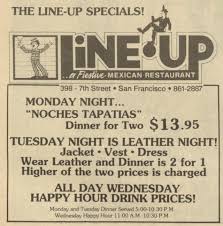 THE LINE-UP SPECIALS!
LINE-UP
...a Festive MEXICAN RESTAURANT
398 - 7th Street • San Francisco • 861-2887
MONDAY NIGHT...
"NOCHES TAPATIAS"
Dinner for Two $13.95
TUESDAY NIGHT IS LEATHER NIGHT!
Jacket • Vest • Dress
Wear Leather and Dinner is 2 for 1
Higher of the two prices is charged
ALL DAY WEDNESDAY
HAPPY HOUR DRINK PRICES!
Monday and Tuesday Dinner Served 5:00-10:30 P.M.
Wednesday Happy Hour 11:00 A.M.-10:30 P.M.